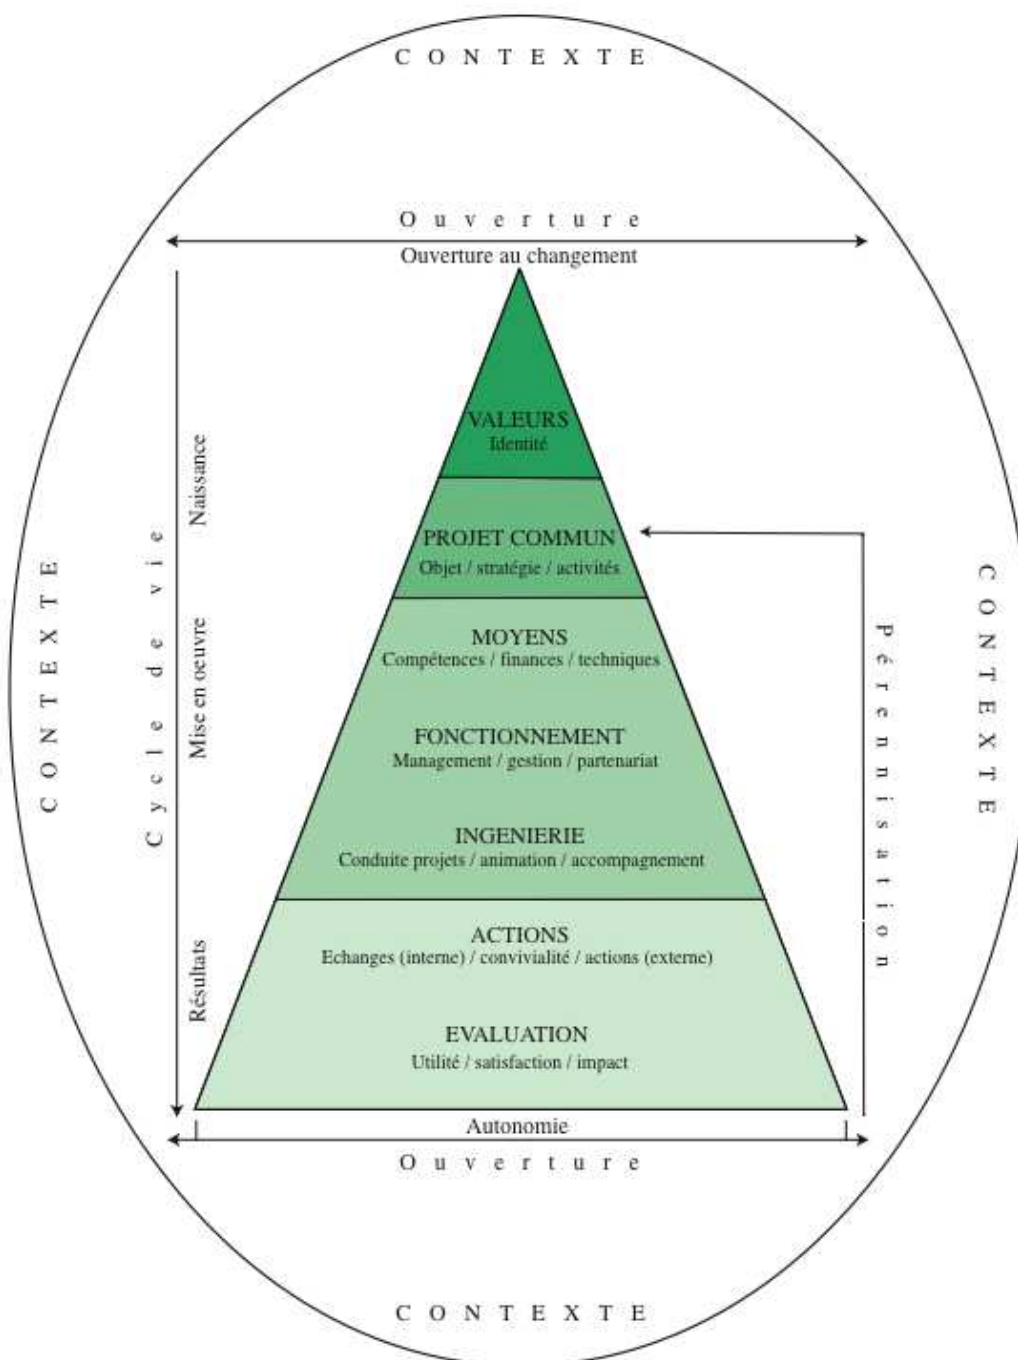 CONTEXTE
Ouverture
Ouverture au changement
VALEURS
Identité
PROJET COMMUN
Objet / stratégie / activités
MOYENS
Compétences / finances / techniques
FONCTIONNEMENT
Management / gestion / partenariat
INGENIERIE
Conduite projets / animation / accompagnement
ACTIONS
Echanges (interne) / convivialité / actions (externe)
EVALUATION
Utilité / satisfaction / impact
Autonomie
Ouverture
CONTEXTE
CONTEXTE
Cycle de vie
Naissance
Mise en oeuvre
Résultats
Pérennisation
CONTEXTE